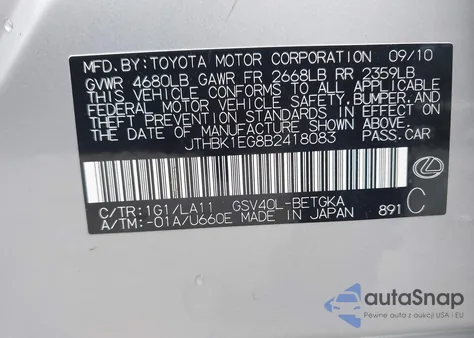 MFD. BY: TOYOTA MOTOR CORPORATION 09/10
GVWR 4680LB GAWR FR 2668LB RR 2359LB
THIS VEHICLE CONFORMS TO ALL APPLICABLE
FEDERAL MOTOR VEHICLE SAFETY, BUMPER, AND
THEFT PREVENTION STANDARDS IN EFFECT ON
THE DATE OF MANUFACTURE SHOWN ABOVE.
JTHBK1EG8B2418083 PASS.CAR
C/TR:1G1/LA11 GSV40L-BETGKA
A/TM:-01A/U660E MADE IN JAPAN 891 C
autoSnap
Pewne auta z aukcji USA i EU